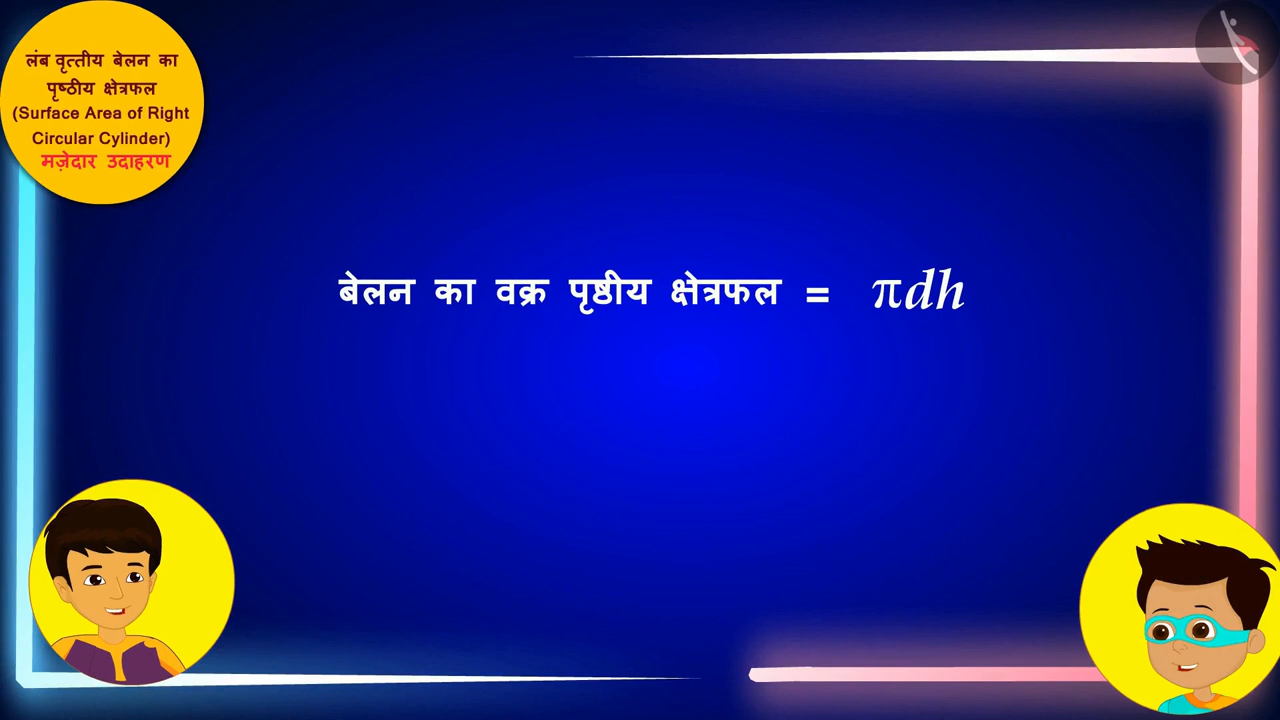 लंब वृत्तीय बेलन का
पृष्ठीय क्षेत्रफल
(Surface Area of Right
Circular Cylinder)
मज़ेदार उदाहरण
बेलन का वक्र पृष्ठीय क्षेत्रफल = πdh